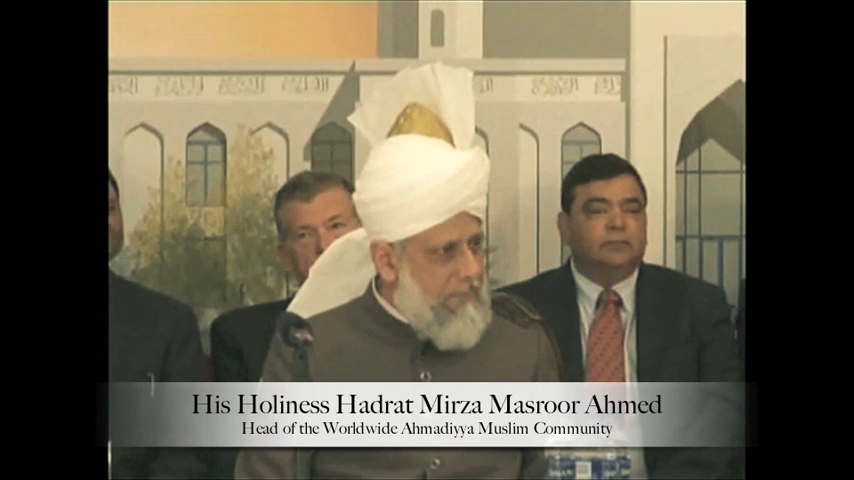 His Holiness Hadrat Mirza Masroor Ahmed
Head of the Worldwide Ahmadiyya Muslim Community